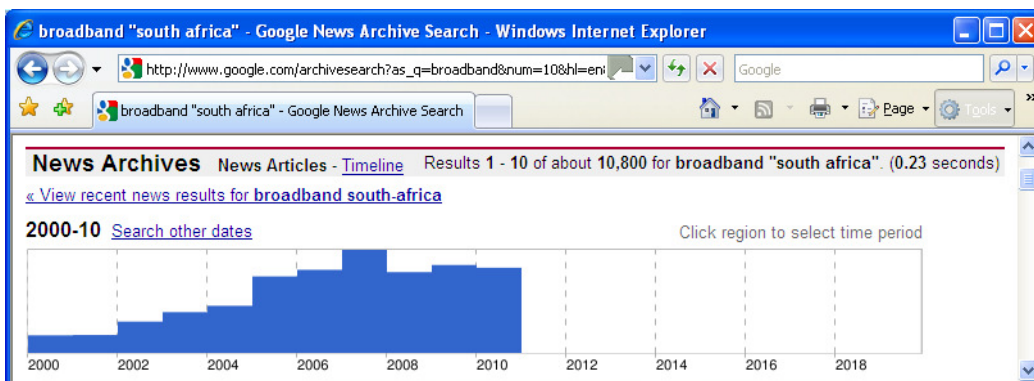 broadband "south africa" - Google News Archive Search - Windows Internet Explorer
http://www.google.com/archivesearch?as_q=broadband&num=10&hl=en
Google
broadband "south africa" - Google News Archive Search
Page
Tools
News Archives News Articles - Timeline Results 1 - 10 of about 10,800 for broadband "south africa". (0.23 seconds)
« View recent news results for broadband south-africa
2000-10 Search other dates
Click region to select time period
2000 2002 2004 2006 2008 2010 2012 2014 2016 2018